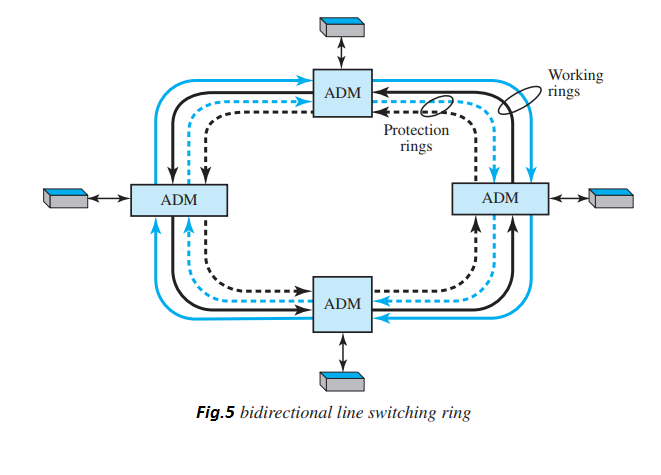 ADM
Working
rings
Protection
rings
ADM
ADM
ADM
Fig.5 bidirectional line switching ring